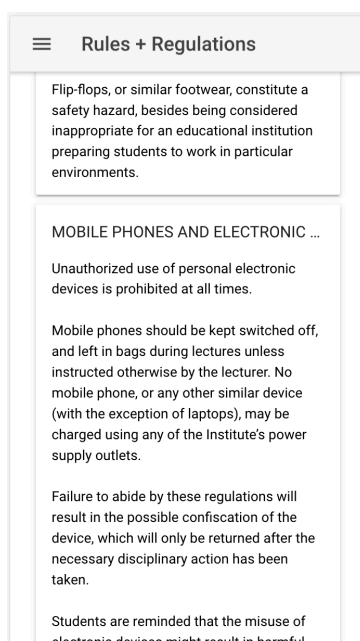 Rules + Regulations
Flip-flops, or similar footwear, constitute a
safety hazard, besides being considered
inappropriate for an educational institution
preparing students to work in particular
environments.
MOBILE PHONES AND ELECTRONIC ...
Unauthorized use of personal electronic
devices is prohibited at all times.
Mobile phones should be kept switched off,
and left in bags during lectures unless
instructed otherwise by the lecturer. No
mobile phone, or any other similar device
(with the exception of laptops), may be
charged using any of the Institute’s power
supply outlets.
Failure to abide by these regulations will
result in the possible confiscation of the
device, which will only be returned after the
necessary disciplinary action has been
taken.
Students are reminded that the misuse of
electronic devices might result in harmful